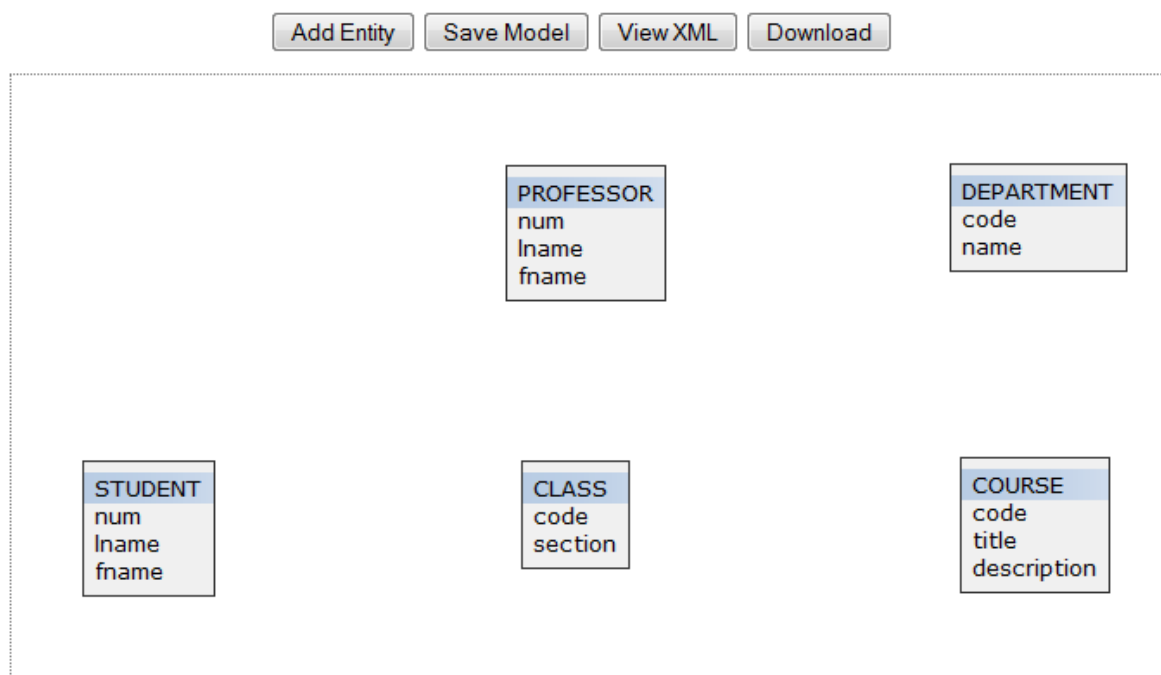 Add Entity
Save Model
View XML
Download
PROFESSOR
num
lname
fname
DEPARTMENT
code
name
STUDENT
num
lname
fname
CLASS
code
section
COURSE
code
title
description